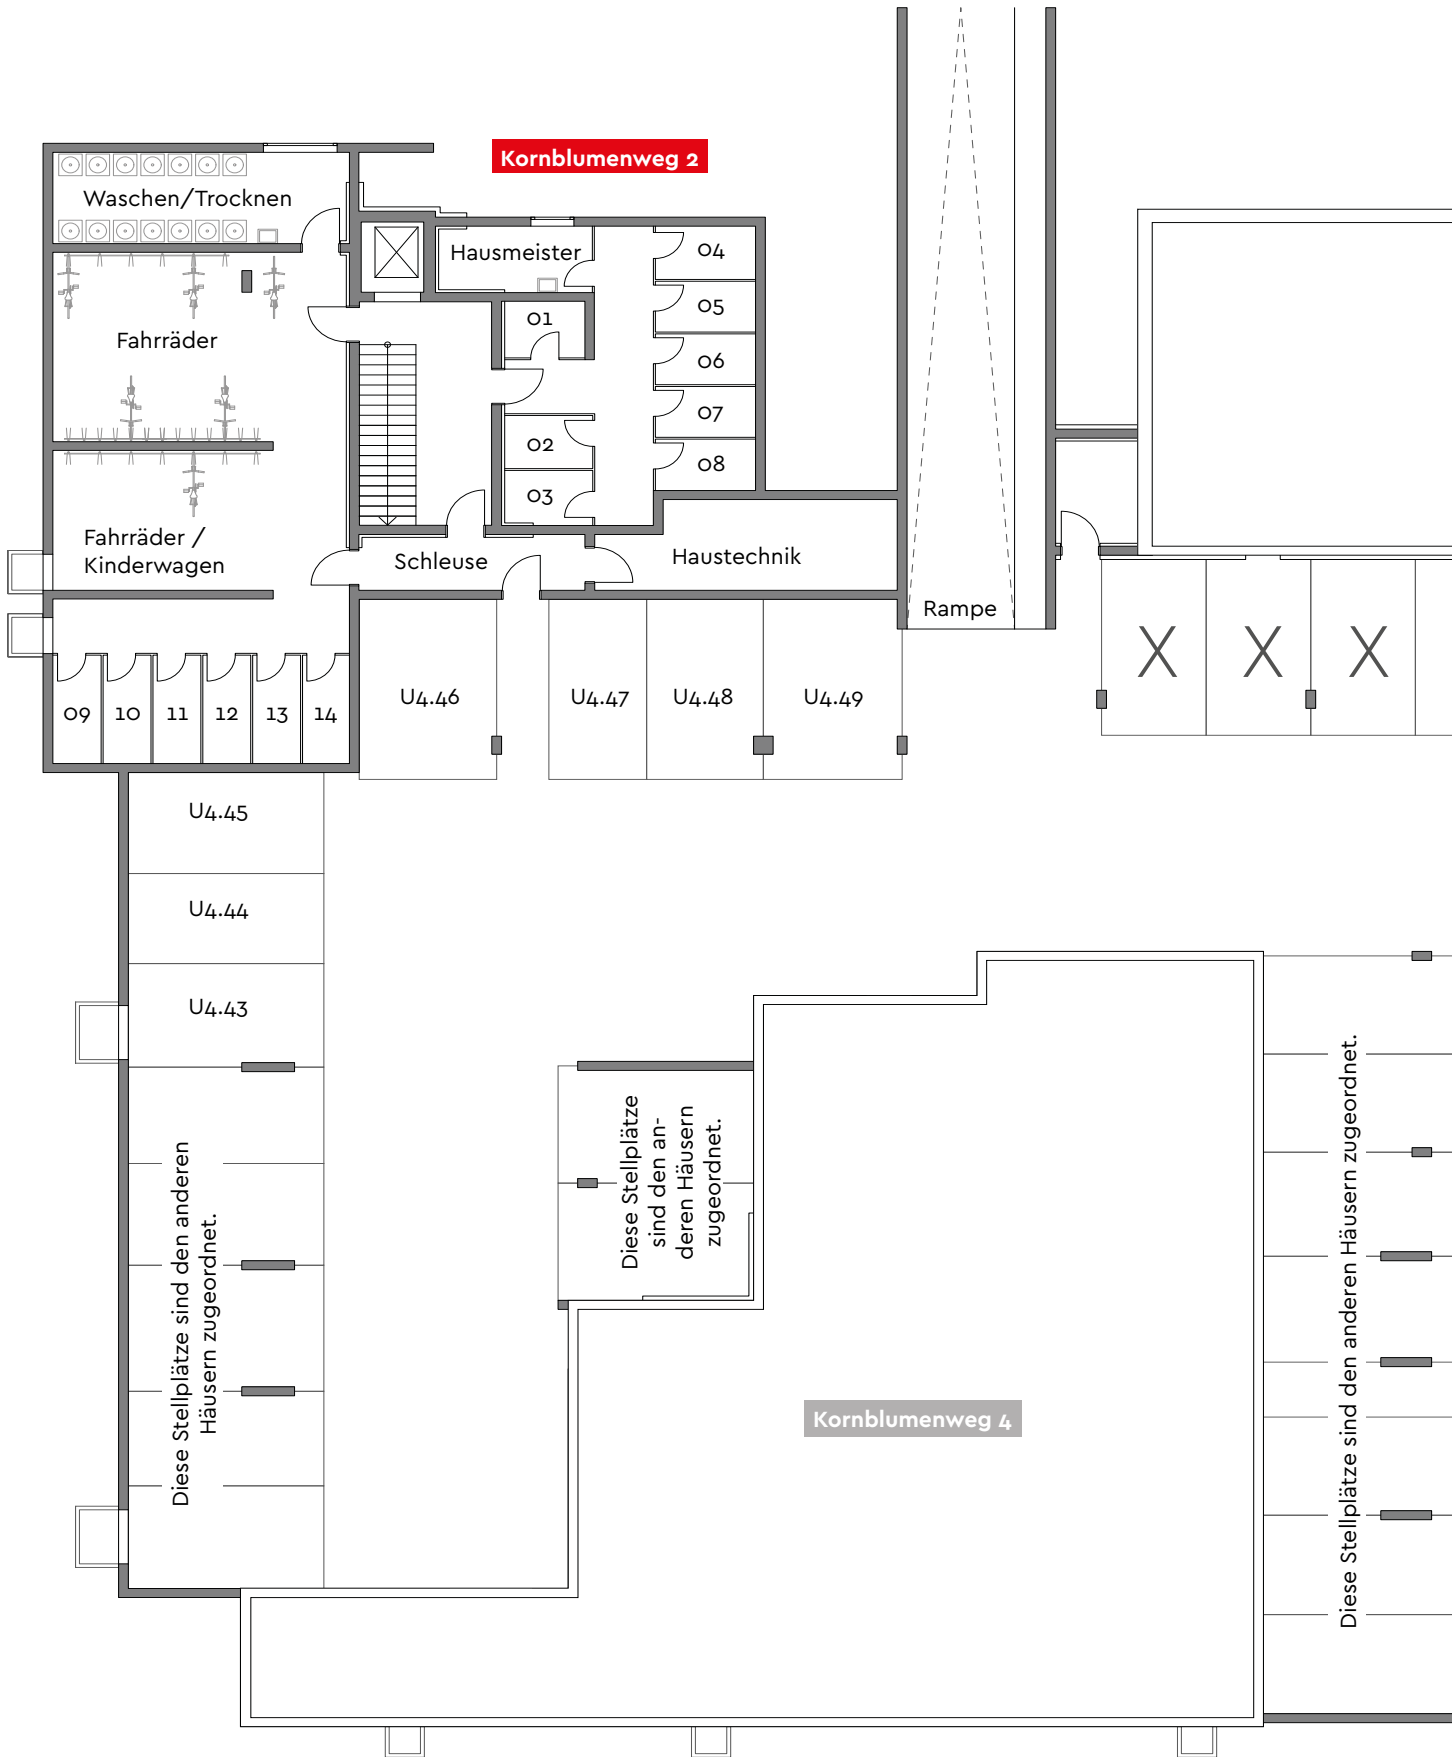 Kornblumenweg 2
Waschen/Trocknen
Hausmeister
04
05
06
07
08
01
02
03
Fahrräder
Fahrräder /
Kinderwagen
Schleuse
Haustechnik
Rampe
X
X
X
09
10
11
12
13
14
U4.46
U4.47
U4.48
U4.49
U4.45
U4.44
U4.43
Diese Stellplätze sind den anderen
Häusern zugeordnet.
Diese Stellplätze
sind den an-
deren Häusern
zugeordnet.
Kornblumenweg 4
Diese Stellplätze sind den anderen Häusern zugeordnet.